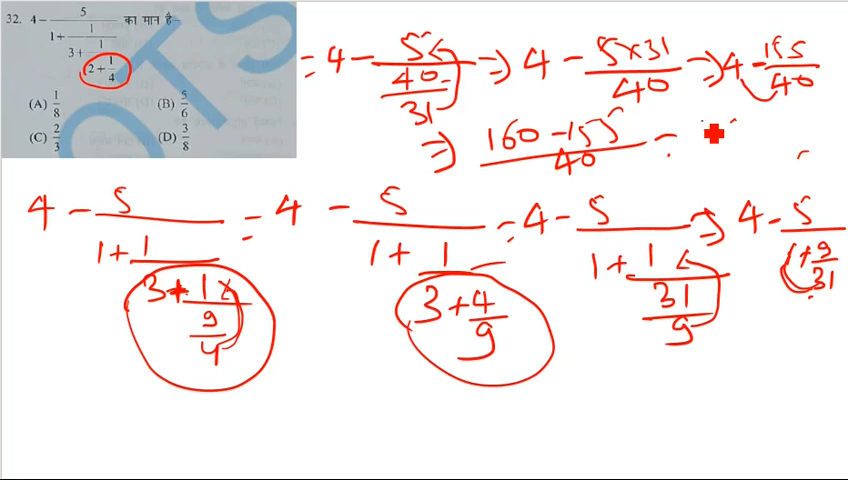 32. 4 - 5/(1 + 1/(3 + 1/(2 + 1/4))) का मान है
(A) 1/8 (B) 5/6
(C) 2/3 (D) 3/8
OTS
= 4 - 5/(40/31) ⇒ 4 - 5×31/40 ⇒ 4 - 155/40
⇒ 160-155/40 =
4 - 5/(1 + 1/(3 + 1/(9/4))) = 4 - 5/(1 + 1/(3 + 4/9)) = 4 - 5/(1 + 1/(31/9)) ⇒ 4 - 5/(1 + 9/31)